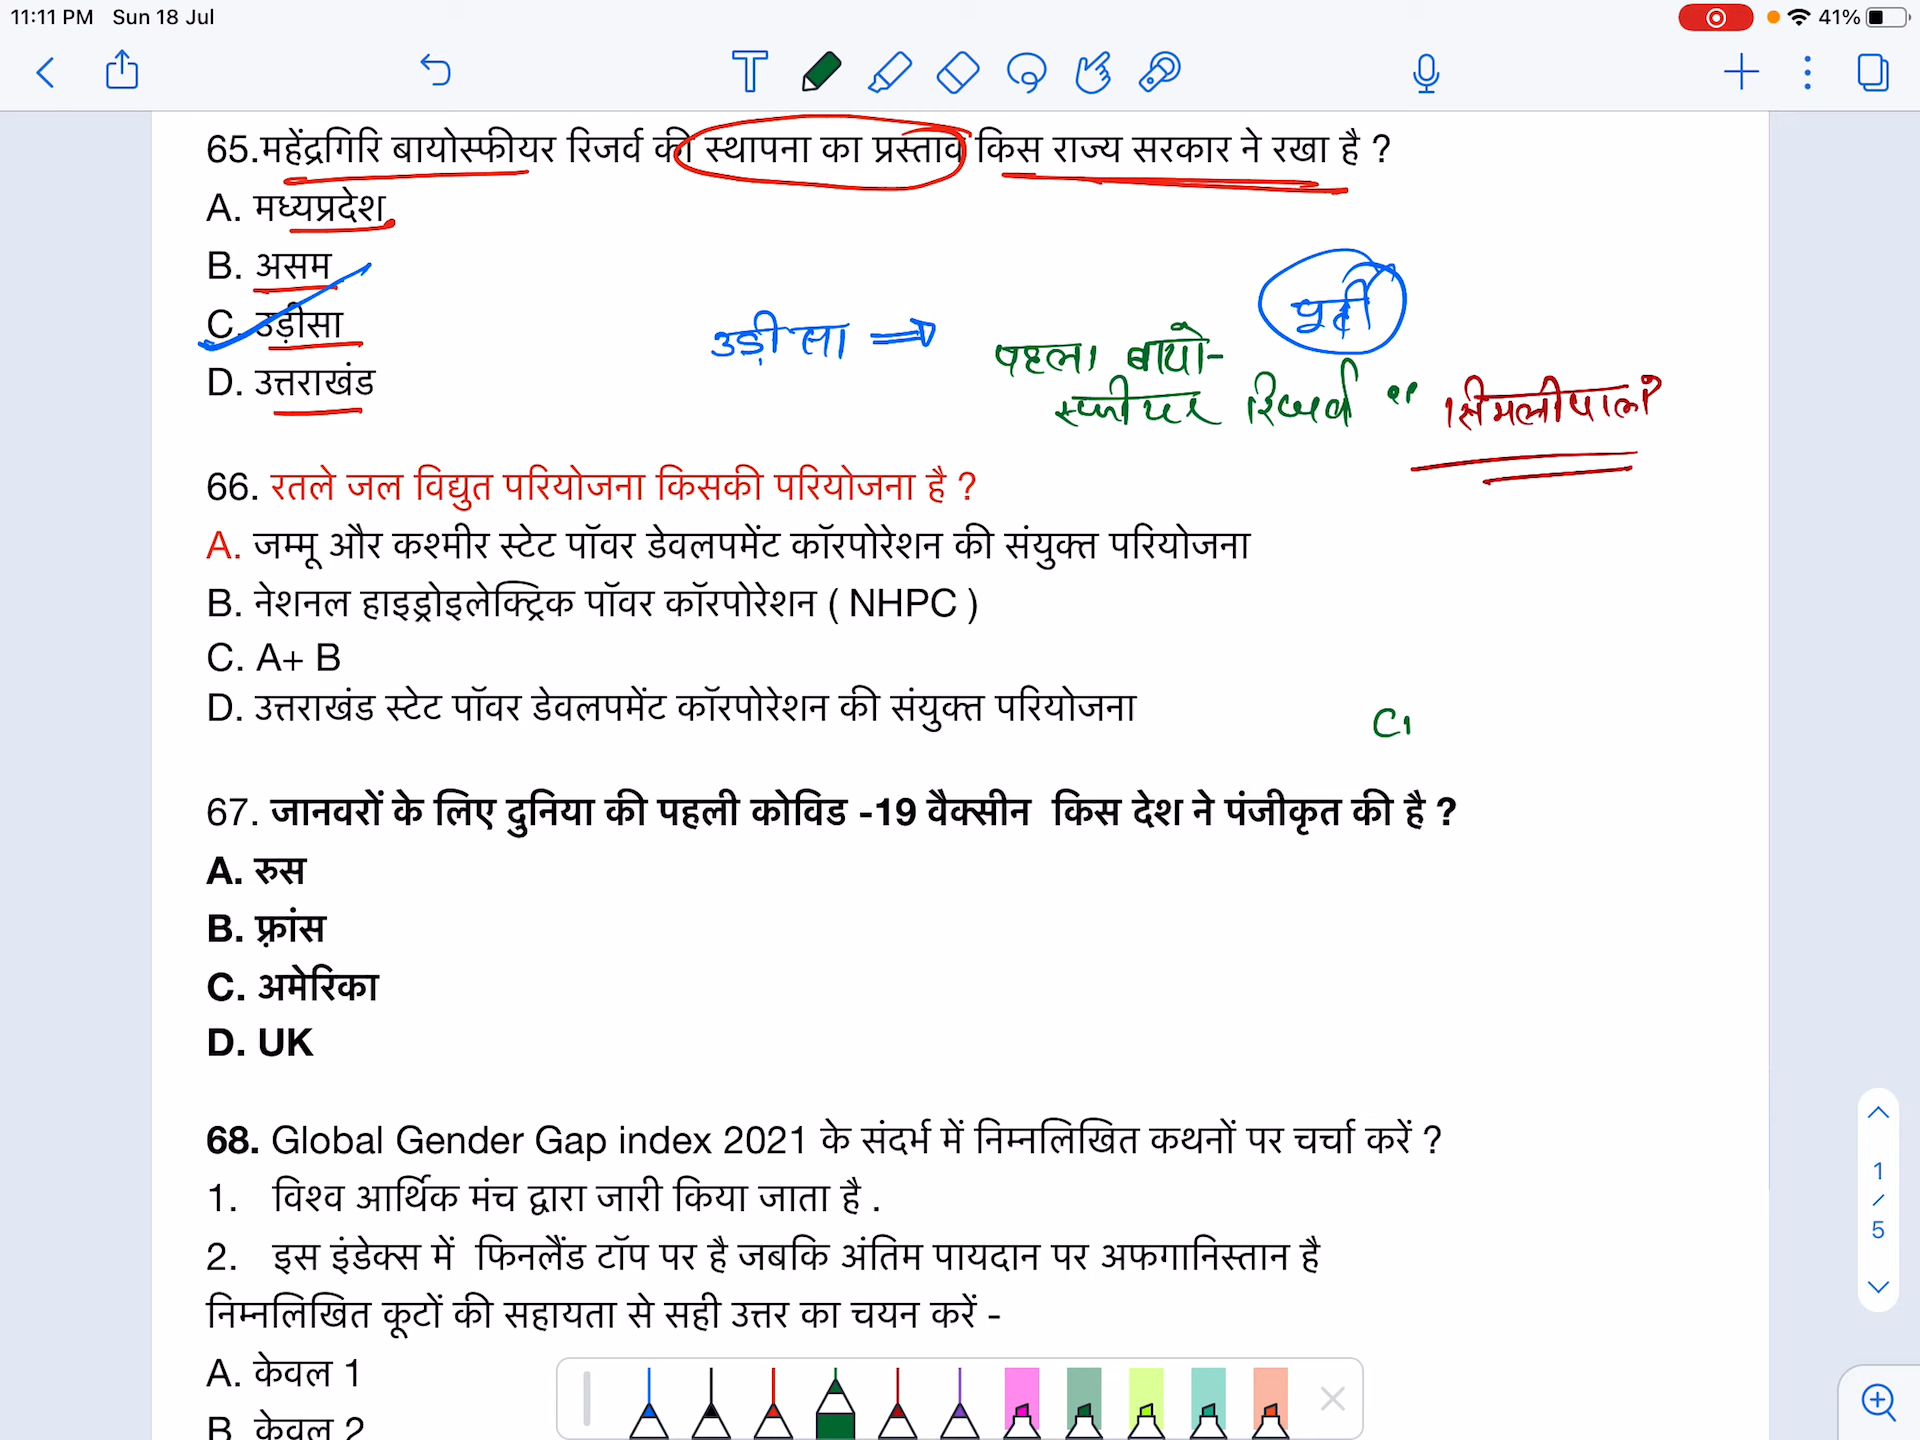 11:11 PM Sun 18 Jul
41%
65.महेंद्रगिरि बायोस्फीयर रिजर्व की स्थापना का प्रस्ताव किस राज्य सरकार ने रखा है ?
A. मध्यप्रदेश
B. असम
C. उड़ीसा
D. उत्तराखंड
उड़ीसा ⇒
पूर्वी
पहला बायो-
स्फीयर रिजर्व " सिमलीपाल
66. रतले जल विद्युत परियोजना किसकी परियोजना है ?
A. जम्मू और कश्मीर स्टेट पॉवर डेवलपमेंट कॉरपोरेशन की संयुक्त परियोजना
B. नेशनल हाइड्रोइलेक्ट्रिक पॉवर कॉरपोरेशन ( NHPC )
C. A+ B
D. उत्तराखंड स्टेट पॉवर डेवलपमेंट कॉरपोरेशन की संयुक्त परियोजना
67. जानवरों के लिए दुनिया की पहली कोविड -19 वैक्सीन किस देश ने पंजीकृत की है ?
A. रुस
B. फ़्रांस
C. अमेरिका
D. UK
68. Global Gender Gap index 2021 के संदर्भ में निम्नलिखित कथनों पर चर्चा करें ?
1. विश्व आर्थिक मंच द्वारा जारी किया जाता है .
2. इस इंडेक्स में फिनलैंड टॉप पर है जबकि अंतिम पायदान पर अफगानिस्तान है
निम्नलिखित कूटों की सहायता से सही उत्तर का चयन करें -
A. केवल 1
B. केवल 2
1
/
5